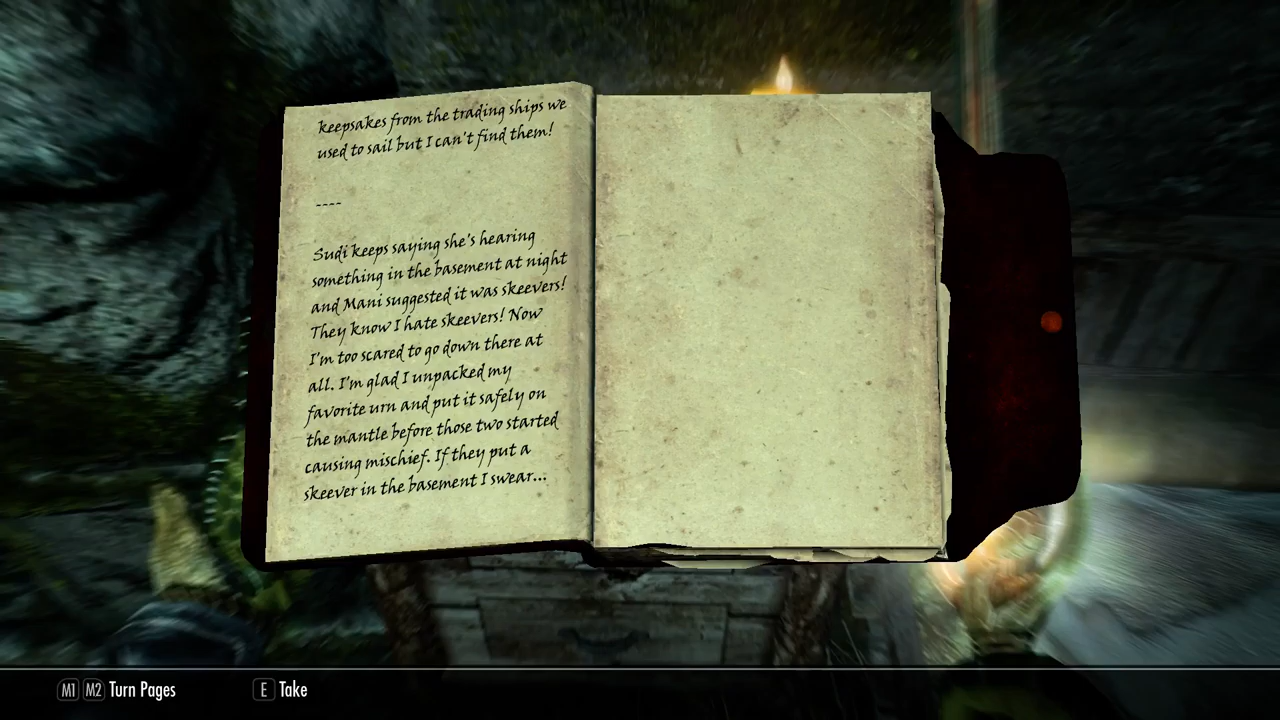 keepsakes from the trading ships we
used to sail but I can't find them!
----
Sudi keeps saying she's hearing
something in the basement at night
and Mani suggested it was skeevers!
They know I hate skeevers! Now
I'm too scared to go down there at
all. I'm glad I unpacked my
favorite urn and put it safely on
the mantle before those two started
causing mischief. If they put a
skeever in the basement I swear...
M1 M2 Turn Pages E Take